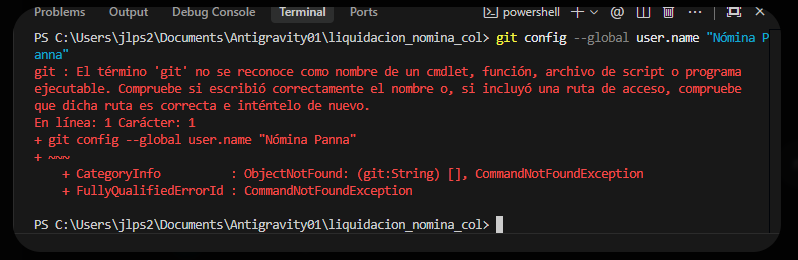 Problems Output Debug Console Terminal Ports powershell
PS C:\Users\jlps2\Documents\Antigravity01\liquidacion_nomina_col> git config --global user.name "Nómina P
anna"
git : El término 'git' no se reconoce como nombre de un cmdlet, función, archivo de script o programa
ejecutable. Compruebe si escribió correctamente el nombre o, si incluyó una ruta de acceso, compruebe
que dicha ruta es correcta e inténtelo de nuevo.
En línea: 1 Carácter: 1
+ git config --global user.name "Nómina Panna"
+ ~~~
    + CategoryInfo          : ObjectNotFound: (git:String) [], CommandNotFoundException
    + FullyQualifiedErrorId : CommandNotFoundException
PS C:\Users\jlps2\Documents\Antigravity01\liquidacion_nomina_col>